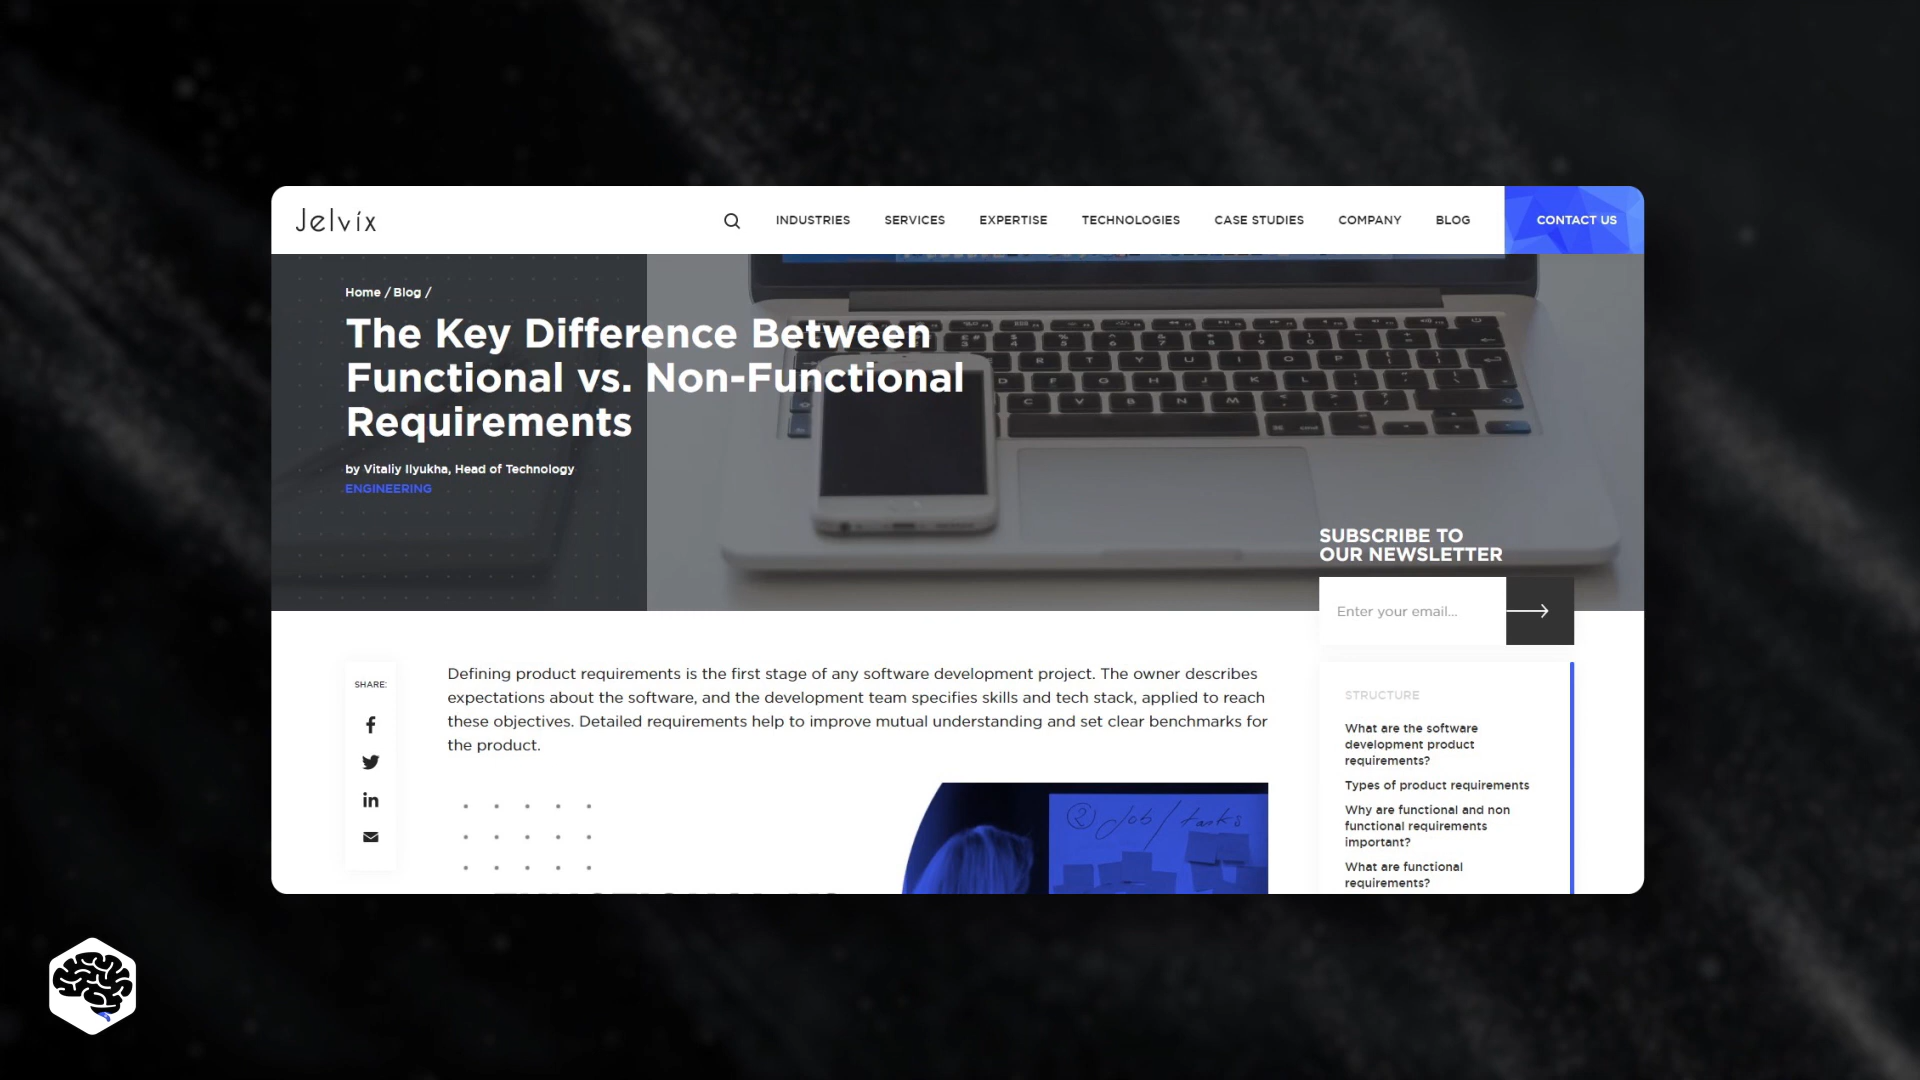 Jelvix
INDUSTRIES
SERVICES
EXPERTISE
TECHNOLOGIES
CASE STUDIES
COMPANY
BLOG
CONTACT US
Home / Blog /
The Key Difference Between
Functional vs. Non-Functional
Requirements
by Vitaliy Ilyukha, Head of Technology
ENGINEERING
SUBSCRIBE TO
OUR NEWSLETTER
Enter your email...
SHARE:
Defining product requirements is the first stage of any software development project. The owner describes
expectations about the software, and the development team specifies skills and tech stack, applied to reach
these objectives. Detailed requirements help to improve mutual understanding and set clear benchmarks for
the product.
2 Job/tasks
STRUCTURE
What are the software
development product
requirements?
Types of product requirements
Why are functional and non
functional requirements
important?
What are functional
requirements?